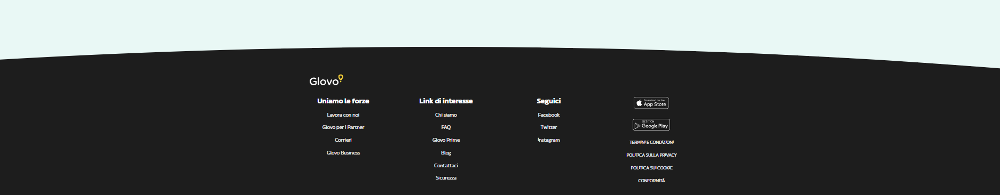 Glovo
Uniamo le forze
Lavora con noi
Glovo per i Partner
Corrieri
Glovo Business
Link di interesse
Chi siamo
FAQ
Glovo Prime
Blog
Contattaci
Sicurezza
Seguici
Facebook
Twitter
Instagram
Download on the
App Store
GET IT ON
Google Play
TERMINI E CONDIZIONI
POLITICA SULLA PRIVACY
POLITICA SUI COOKIE
CONFORMITÀ